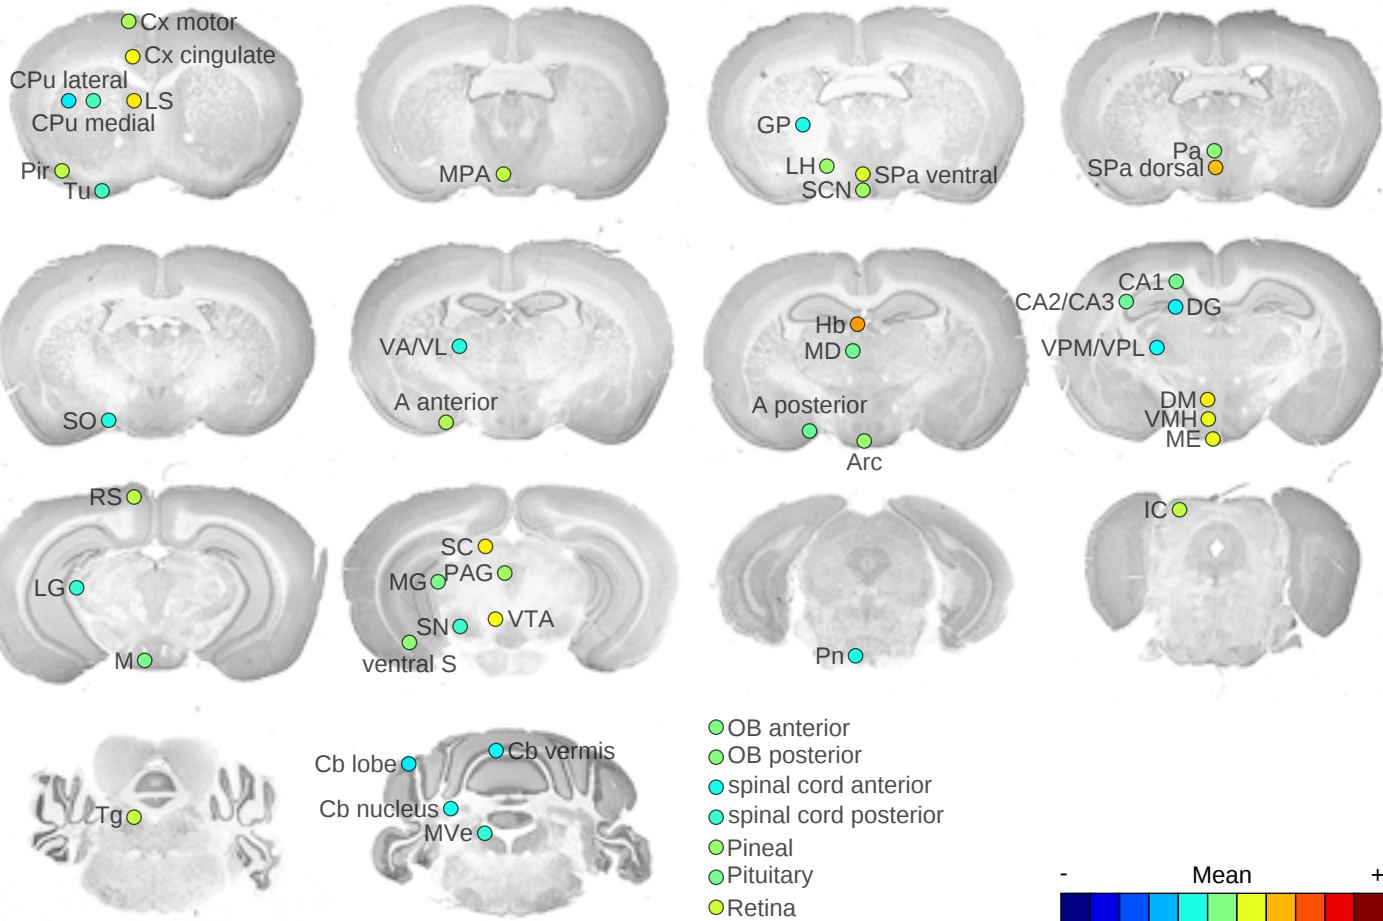 Cx motor
Cx cingulate
CPu lateral
LS
CPu medial
Pir
Tu
MPA
GP
LH
SPa ventral
SCN
Pa
SPa dorsal
SO
VA/VL
A anterior
Hb
MD
A posterior
Arc
CA1
CA2/CA3
DG
VPM/VPL
DM
VMH
ME
RS
LG
M
SC
PAG
MG
SN
VTA
ventral S
Pn
IC
Tg
Cb lobe
Cb vermis
Cb nucleus
MVe
OB anterior
OB posterior
spinal cord anterior
spinal cord posterior
Pineal
Pituitary
Retina
- Mean +